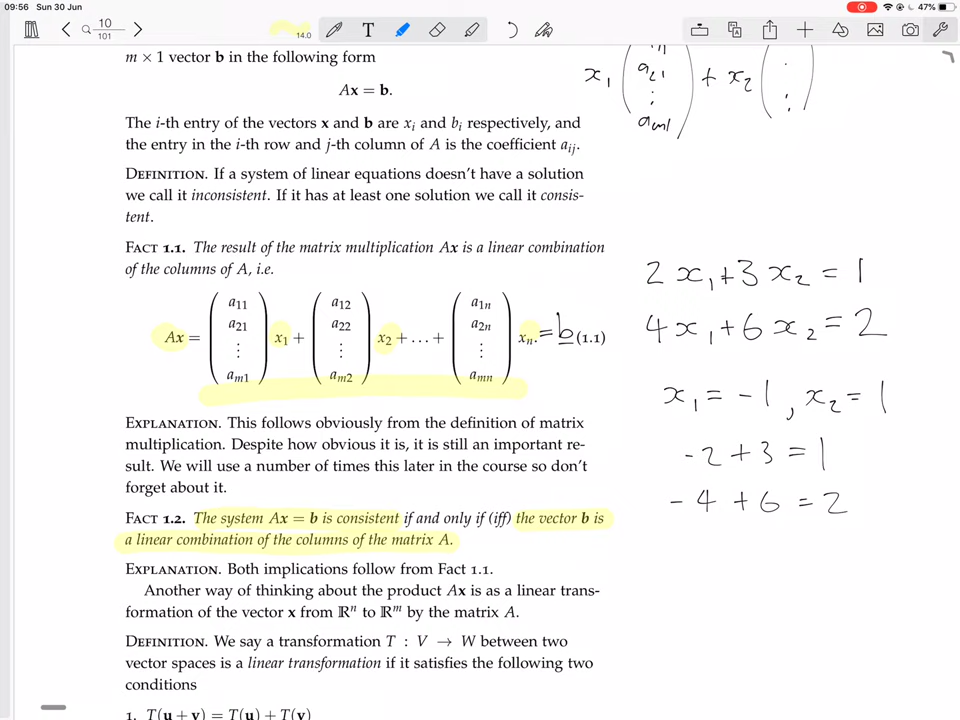 09:56 Sun 30 Jun
47%
10
101
14.0
T
m × 1 vector b in the following form
Ax = b.
The i-th entry of the vectors x and b are xᵢ and bᵢ respectively, and
the entry in the i-th row and j-th column of A is the coefficient aᵢⱼ.
DEFINITION. If a system of linear equations doesn't have a solution
we call it inconsistent. If it has at least one solution we call it consis-
tent.
FACT 1.1. The result of the matrix multiplication Ax is a linear combination
of the columns of A, i.e.
Ax = ( a₁₁ a₂₁ ⋮ aₘ₁ ) x₁ + ( a₁₂ a₂₂ ⋮ aₘ₂ ) x₂ + … + ( a₁ₙ a₂ₙ ⋮ aₘₙ ) xₙ. = b (1.1)
EXPLANATION. This follows obviously from the definition of matrix
multiplication. Despite how obvious it is, it is still an important re-
sult. We will use a number of times this later in the course so don't
forget about it.
FACT 1.2. The system Ax = b is consistent if and only if (iff) the vector b is
a linear combination of the columns of the matrix A.
EXPLANATION. Both implications follow from Fact 1.1.
Another way of thinking about the product Ax is as a linear trans-
formation of the vector x from ℝⁿ to ℝᵐ by the matrix A.
DEFINITION. We say a transformation T : V → W between two
vector spaces is a linear transformation if it satisfies the following two
conditions
1. T(u + v) = T(u) + T(v)
x₁ ( a₂₁ ⋮ aₘ₁ ) + x₂ ( ⋮ )
2x₁ + 3x₂ = 1
4x₁ + 6x₂ = 2
x₁ = -1, x₂ = 1
-2 + 3 = 1
-4 + 6 = 2